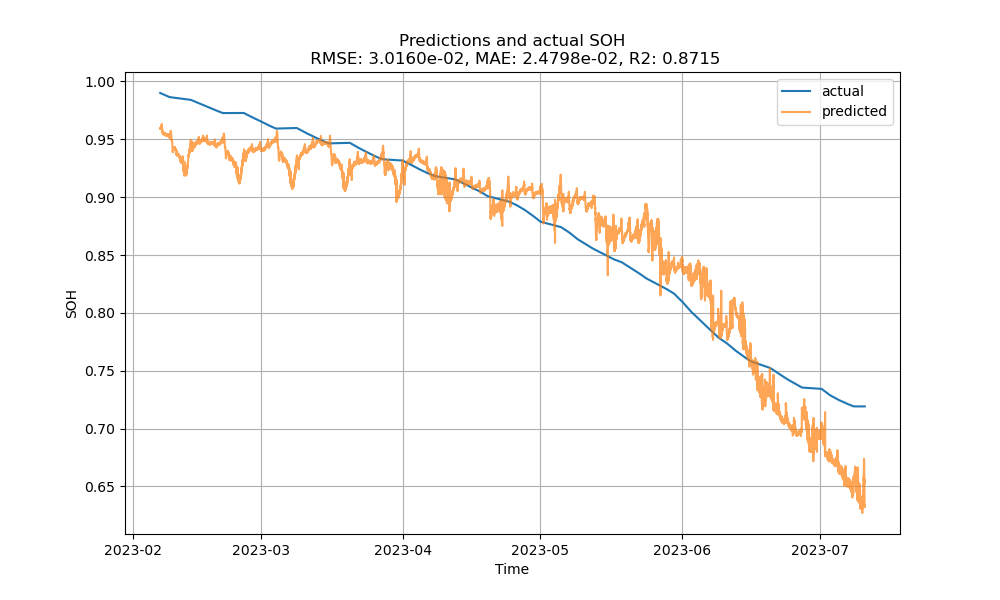 Predictions and actual SOH
RMSE: 3.0160e-02, MAE: 2.4798e-02, R2: 0.8715
actual
predicted
1.00
0.95
0.90
0.85
0.80
0.75
0.70
0.65
SOH
2023-02
2023-03
2023-04
2023-05
2023-06
2023-07
Time